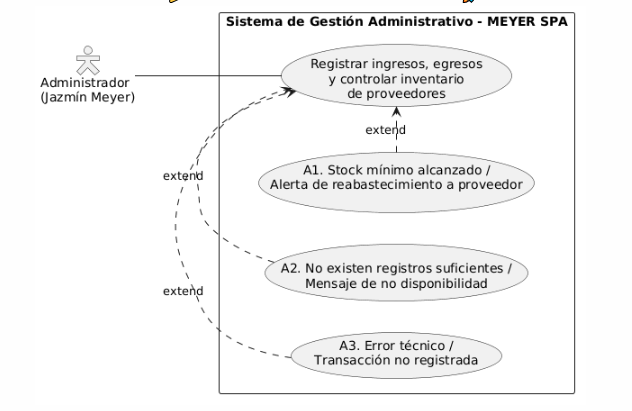 Sistema de Gestión Administrativo - MEYER SPA
Administrador
(Jazmín Meyer)
Registrar ingresos, egresos
y controlar inventario
de proveedores
extend
A1. Stock mínimo alcanzado /
Alerta de reabastecimiento a proveedor
extend
A2. No existen registros suficientes /
Mensaje de no disponibilidad
extend
A3. Error técnico /
Transacción no registrada